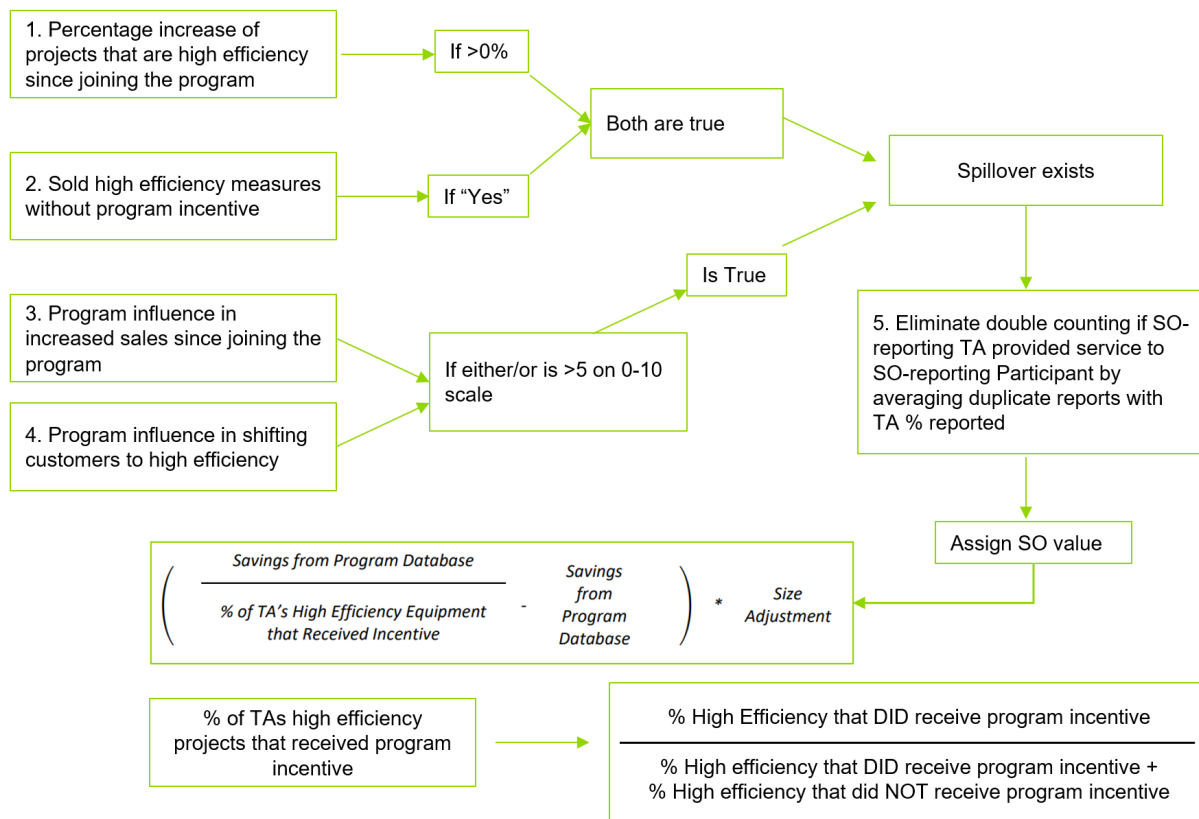 1. Percentage increase of
projects that are high efficiency
since joining the program
If >0%
Both are true
2. Sold high efficiency measures
without program incentive
If “Yes”
Spillover exists
Is True
3. Program influence in
increased sales since joining the
program
If either/or is >5 on 0-10
scale
4. Program influence in shifting
customers to high efficiency
5. Eliminate double counting if SO-
reporting TA provided service to
SO-reporting Participant by
averaging duplicate reports with
TA % reported
Assign SO value
(
Savings from Program Database
% of TA’s High Efficiency Equipment
that Received Incentive
-
Savings
from
Program
Database
)
*
Size
Adjustment
% of TAs high efficiency
projects that received program
incentive
% High Efficiency that DID receive program incentive
% High efficiency that DID receive program incentive +
% High efficiency that did NOT receive program incentive